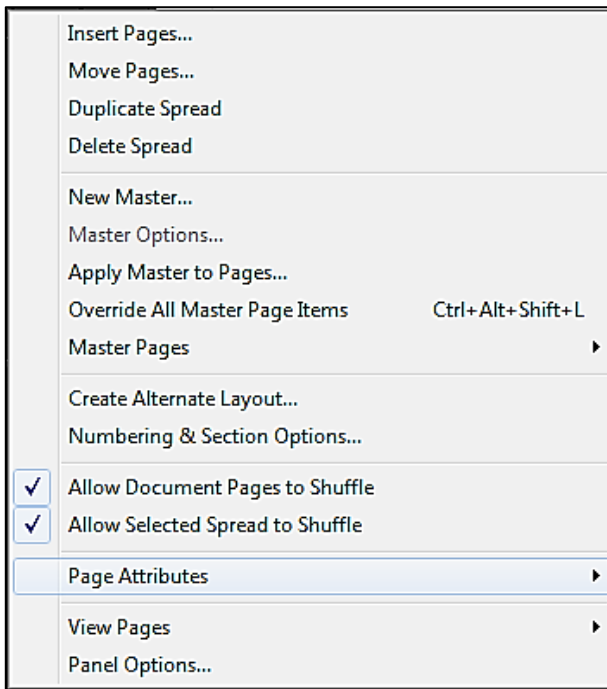 Insert Pages...
Move Pages...
Duplicate Spread
Delete Spread
New Master...
Master Options...
Apply Master to Pages...
Override All Master Page Items Ctrl+Alt+Shift+L
Master Pages
Create Alternate Layout...
Numbering & Section Options...
Allow Document Pages to Shuffle
Allow Selected Spread to Shuffle
Page Attributes
View Pages
Panel Options...